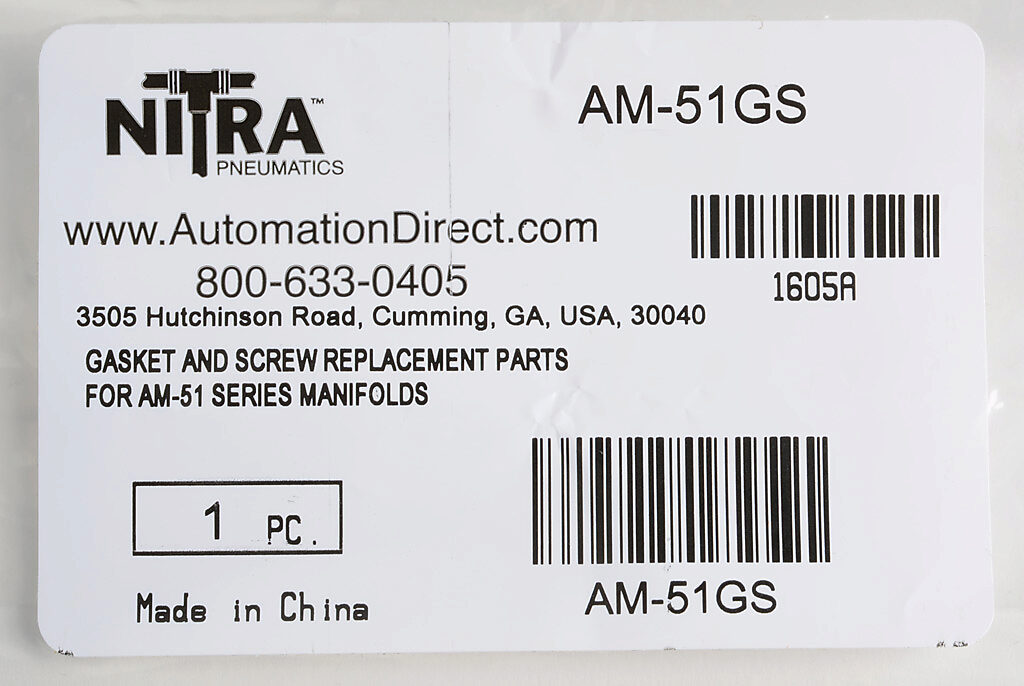 NITRA™
PNEUMATICS
AM-51GS
www.AutomationDirect.com
800-633-0405
3505 Hutchinson Road, Cumming, GA, USA, 30040
1605A
GASKET AND SCREW REPLACEMENT PARTS
FOR AM-51 SERIES MANIFOLDS
1 PC.
Made in China
AM-51GS